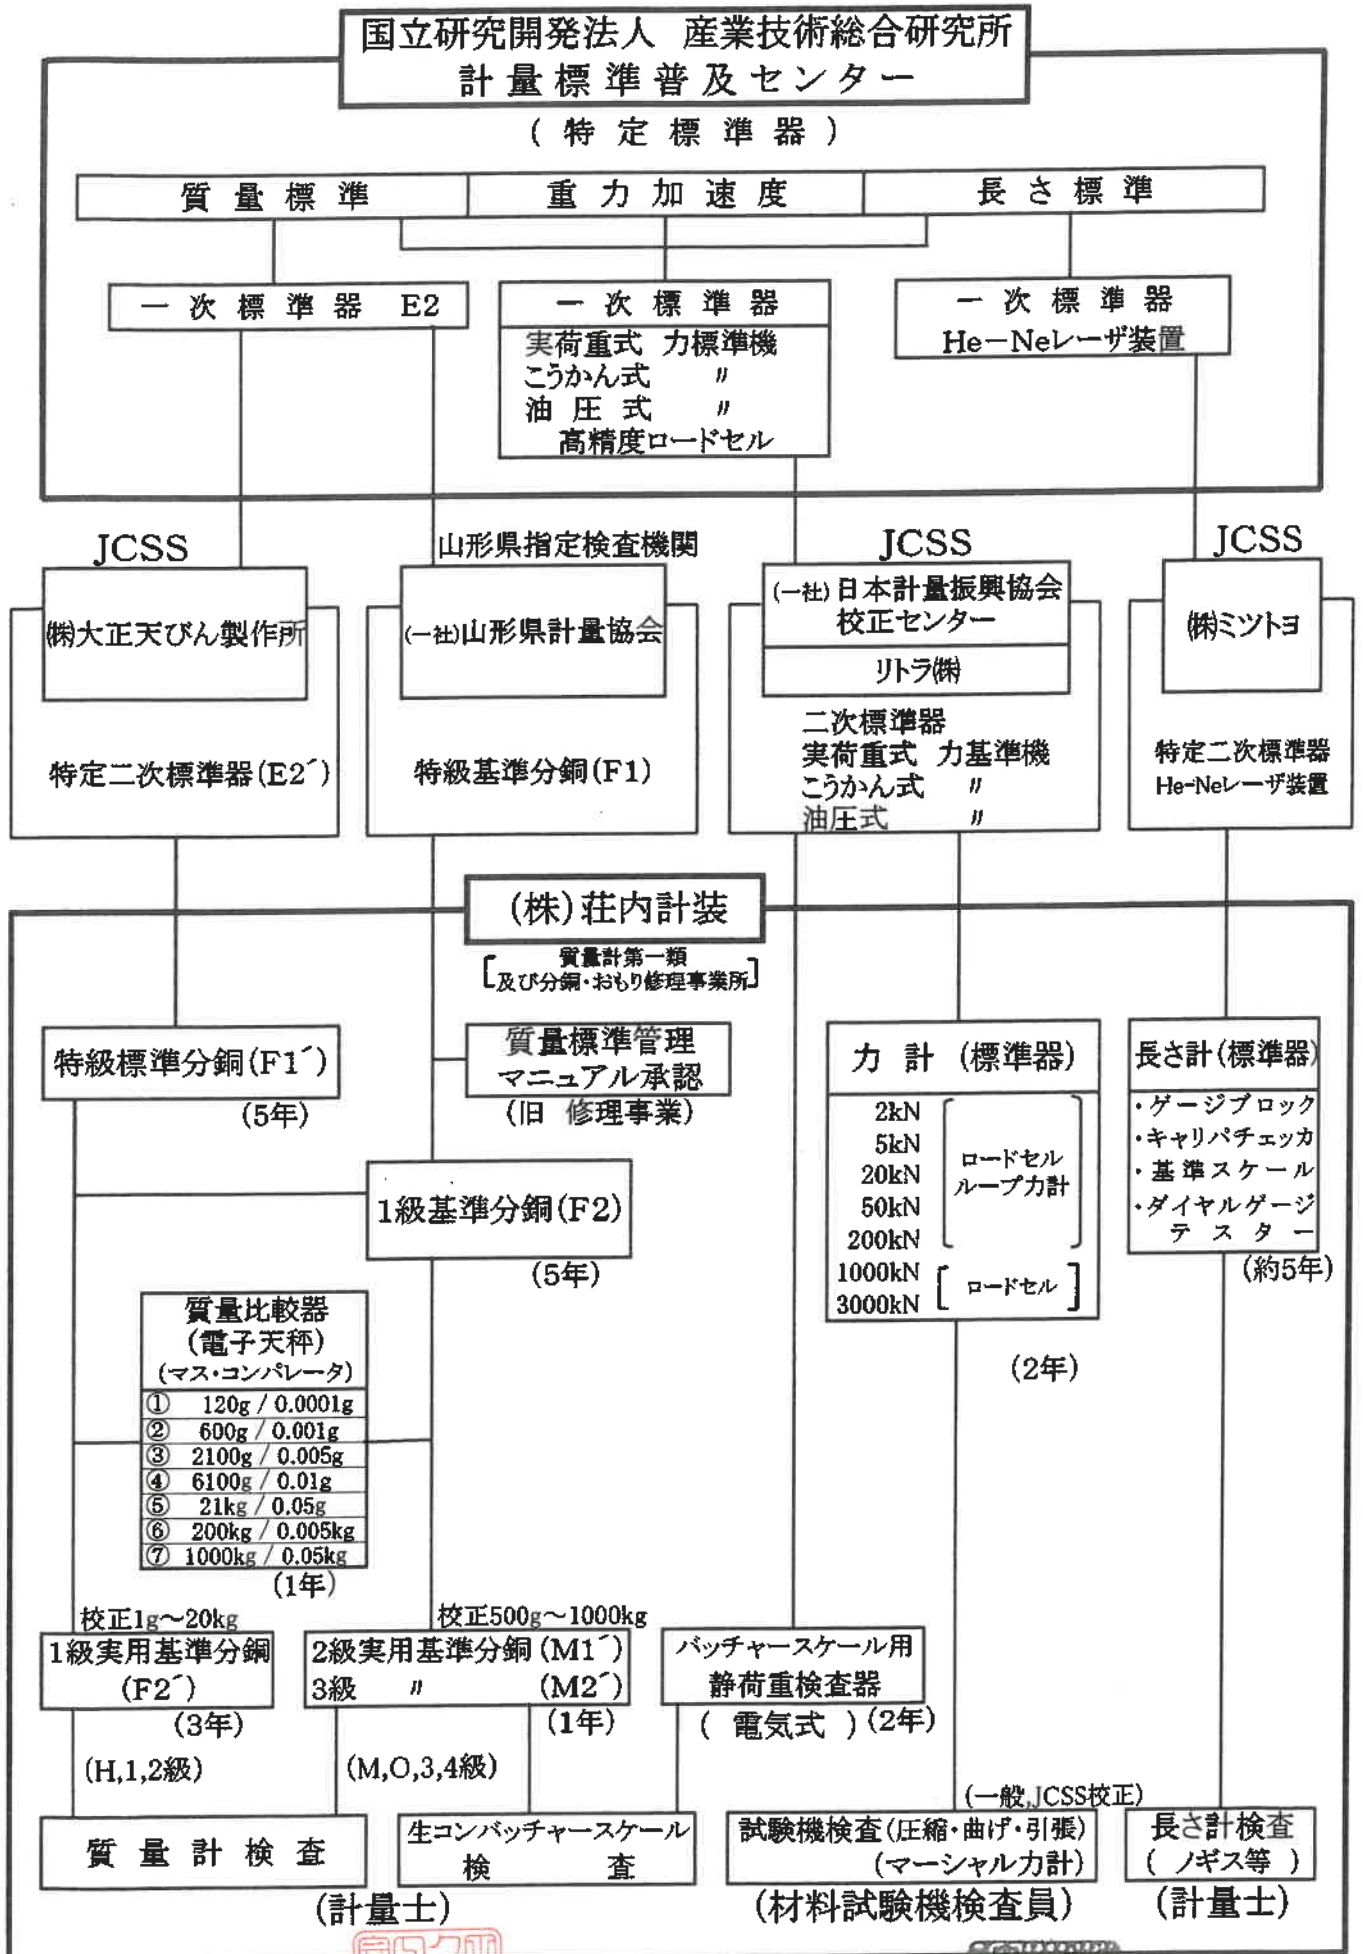 国立研究開発法人 産業技術総合研究所
計量標準普及センター
(特定標準器)
質量標準
重力加速度
長さ標準
一次標準器 E2
一次標準器
実荷重式 力標準機
こうかん式 〃
油圧式 〃
高精度ロードセル
一次標準器
He−Neレーザ装置
JCSS
㈱大正天びん製作所
特定二次標準器(E2´)
山形県指定検査機関
(一社)山形県計量協会
特級基準分銅(F1)
JCSS
(一社)日本計量振興協会
校正センター
リトラ㈱
二次標準器
実荷重式 力基準機
こうかん式 〃
油圧式 〃
JCSS
㈱ミツトヨ
特定二次標準器
He-Neレーザ装置
(株)荘内計装
質量計第一類
[及び分銅・おもり修理事業所]
特級標準分銅(F1´)
(5年)
質量標準管理
マニュアル承認
(旧 修理事業)
1級基準分銅(F2)
(5年)
質量比較器
(電子天秤)
(マス・コンパレータ)
① 120g / 0.0001g
② 600g / 0.001g
③ 2100g / 0.005g
④ 6100g / 0.01g
⑤ 21kg / 0.05g
⑥ 200kg / 0.005kg
⑦ 1000kg / 0.05kg
(1年)
力計(標準器)
2kN
5kN
20kN
50kN
200kN
ロードセル
ループ力計
1000kN
3000kN
[ロードセル]
(2年)
長さ計(標準器)
・ゲージブロック
・キャリパチェッカ
・基準スケール
・ダイヤルゲージ
テスター
(約5年)
校正1g～20kg
1級実用基準分銅
(F2´)
(3年)
校正500g～1000kg
2級実用基準分銅(M1´)
3級 〃 (M2´)
(1年)
バッチャースケール用
静荷重検査器
(電気式)(2年)
(H,1,2級)
(M,O,3,4級)
質量計検査
生コンバッチャースケール
検査
(計量士)
(一般,JCSS校正)
試験機検査(圧縮・曲げ・引張)
(マーシャル力計)
(材料試験機検査員)
長さ計検査
(ノギス等)
(計量士)